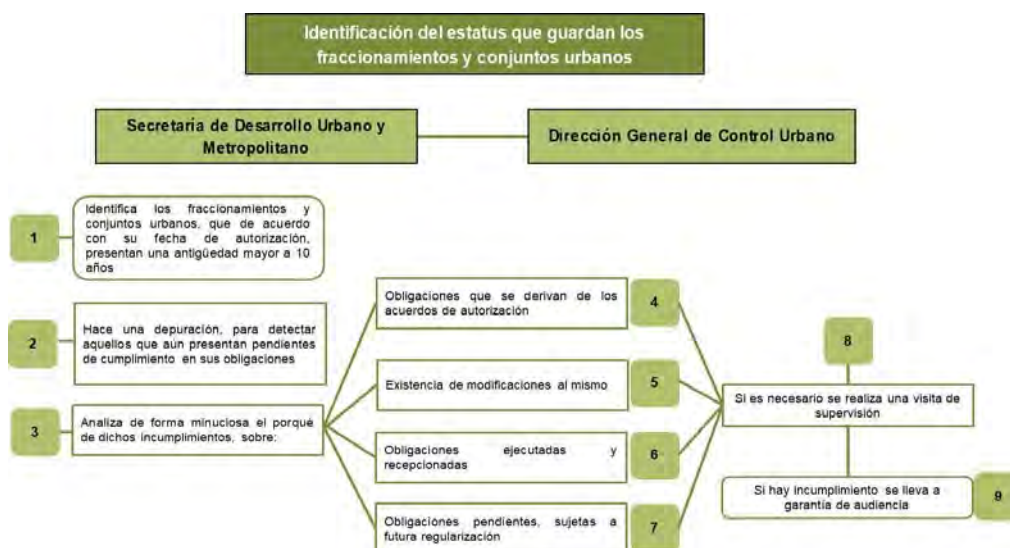 Identificación del estatus que guardan los
fraccionamientos y conjuntos urbanos
Secretaría de Desarrollo Urbano y
Metropolitano
Dirección General de Control Urbano
1
Identifica los fraccionamientos y
conjuntos urbanos, que de acuerdo
con su fecha de autorización,
presentan una antigüedad mayor a 10
años
2
Hace una depuración, para detectar
aquellos que aún presentan pendientes
de cumplimiento en sus obligaciones
3
Analiza de forma minuciosa el porqué
de dichos incumplimientos, sobre:
Obligaciones que se derivan de los
acuerdos de autorización
4
Existencia de modificaciones al mismo
5
Obligaciones ejecutadas y
recepcionadas
6
Obligaciones pendientes, sujetas a
futura regularización
7
8
Si es necesario se realiza una visita de
supervisión
Si hay incumplimiento se lleva a
garantía de audiencia
9